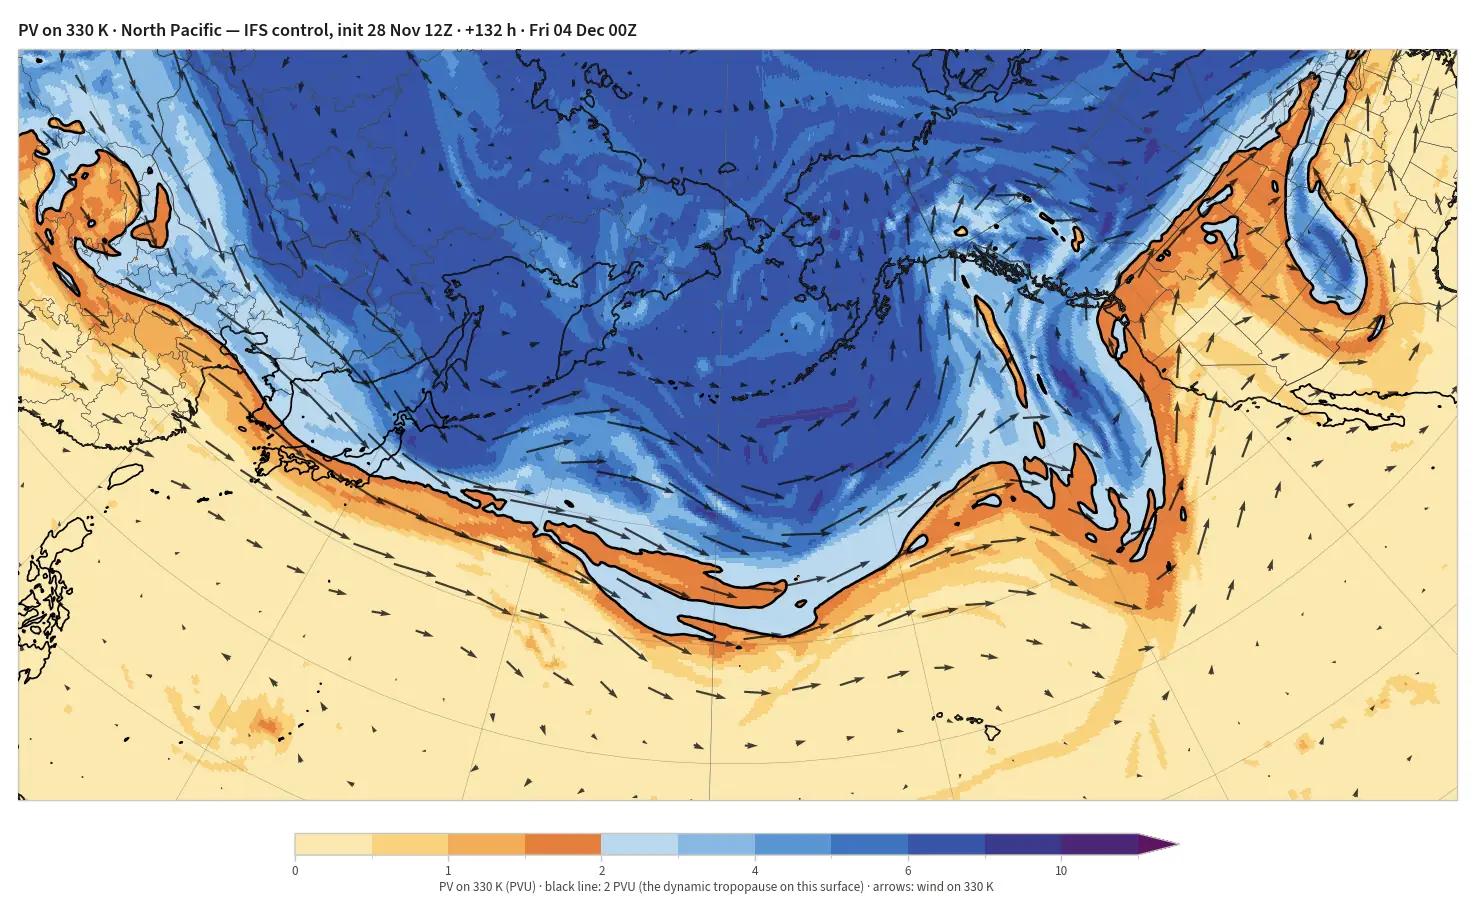 PV on 330 K · North Pacific — IFS control, init 28 Nov 12Z · +132 h · Fri 04 Dec 00Z
0 1 2 4 6 10
PV on 330 K (PVU) · black line: 2 PVU (the dynamic tropopause on this surface) · arrows: wind on 330 K